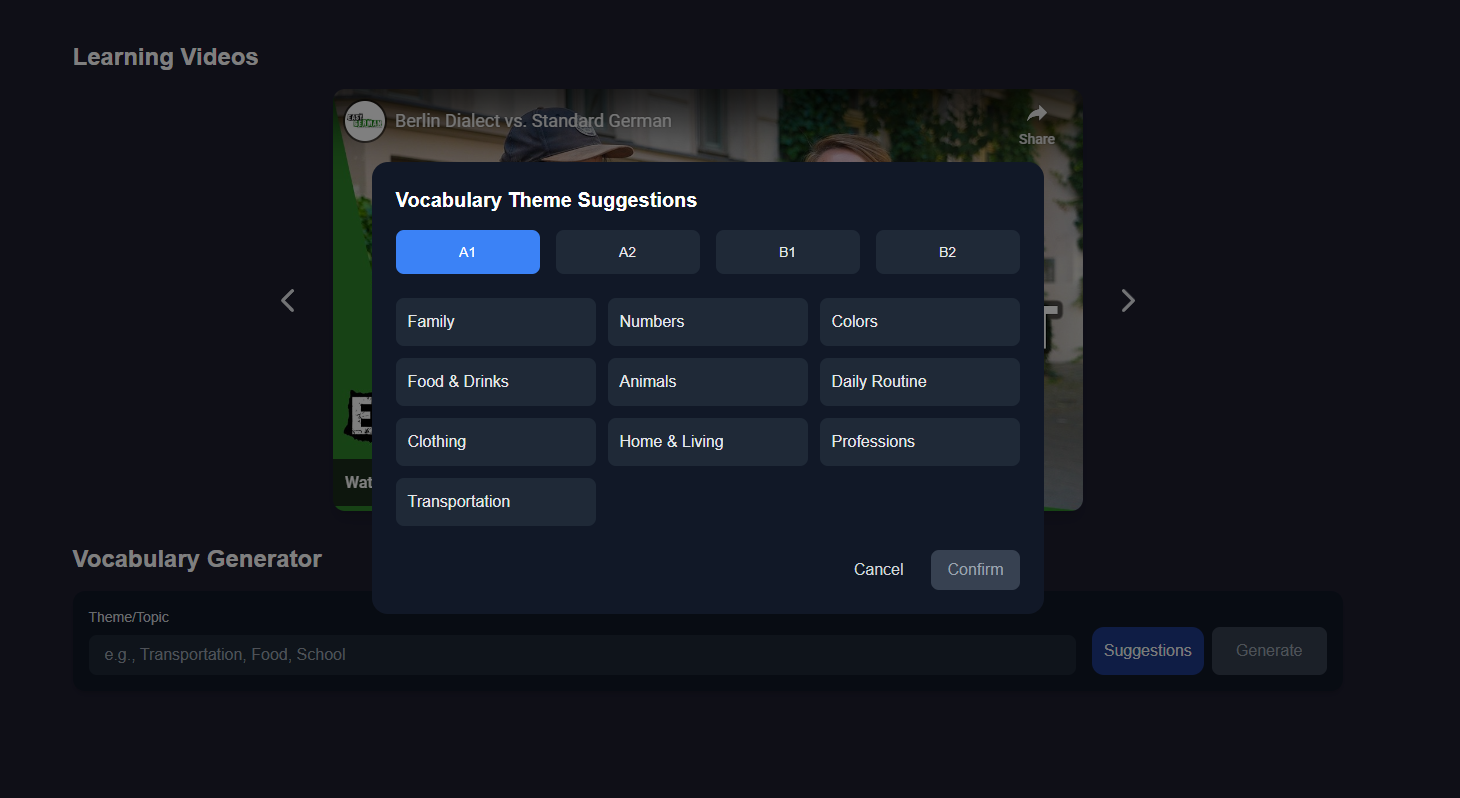 Learning Videos
EASY
GERMAN
Berlin Dialect vs. Standard German
Share
Vocabulary Theme Suggestions
A1 A2 B1 B2
Family Numbers Colors
Food & Drinks Animals Daily Routine
Clothing Home & Living Professions
Transportation
Cancel Confirm
Vocabulary Generator
Theme/Topic
e.g., Transportation, Food, School
Suggestions Generate